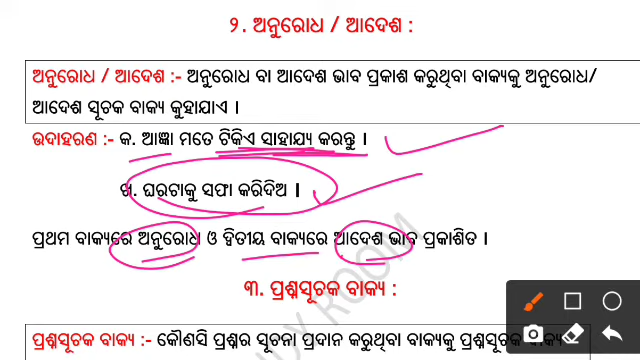 ୨. ଅନୁରୋଧ / ଆଦେଶ :
ଅନୁରୋଧ / ଆଦେଶ :- ଅନୁରୋଧ ବା ଆଦେଶ ଭାବ ପ୍ରକାଶ କରୁଥିବା ବାକ୍ୟକୁ ଅନୁରୋଧ/
ଆଦେଶ ସୂଚକ ବାକ୍ୟ କୁହାଯାଏ ।
ଉଦାହରଣ :- କ. ଆଜ୍ଞା ମତେ ଟିକିଏ ସାହାଯ୍ୟ କରନ୍ତୁ ।
ଖ. ଘରଟାକୁ ସଫା କରିଦିଅ ।
ପ୍ରଥମ ବାକ୍ୟରେ ଅନୁରୋଧ ଓ ଦ୍ୱିତୀୟ ବାକ୍ୟରେ ଆଦେଶ ଭାବ ପ୍ରକାଶିତ ।
୩. ପ୍ରଶ୍ନସୂଚକ ବାକ୍ୟ :
ପ୍ରଶ୍ନସୂଚକ ବାକ୍ୟ :- କୌଣସି ପ୍ରଶ୍ନର ସୂଚନା ପ୍ରଦାନ କରୁଥିବା ବାକ୍ୟକୁ ପ୍ରଶ୍ନସୂଚକ ବାକ୍ୟ
ROOM